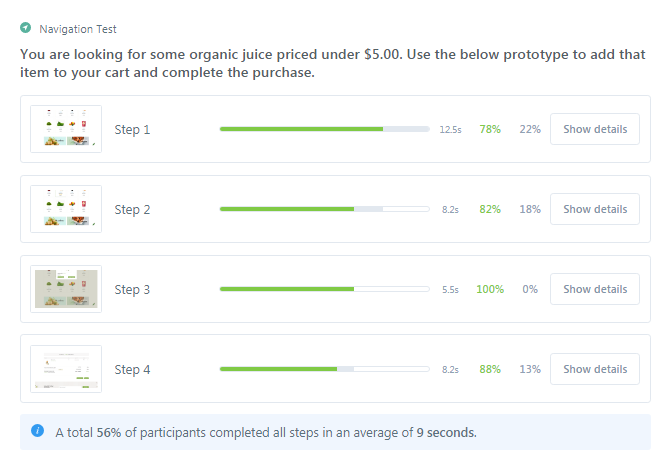 Navigation Test
You are looking for some organic juice priced under $5.00. Use the below prototype to add that
item to your cart and complete the purchase.
Step 1 12.5s 78% 22% Show details
Step 2 8.2s 82% 18% Show details
Step 3 5.5s 100% 0% Show details
Step 4 8.2s 88% 13% Show details
A total 56% of participants completed all steps in an average of 9 seconds.